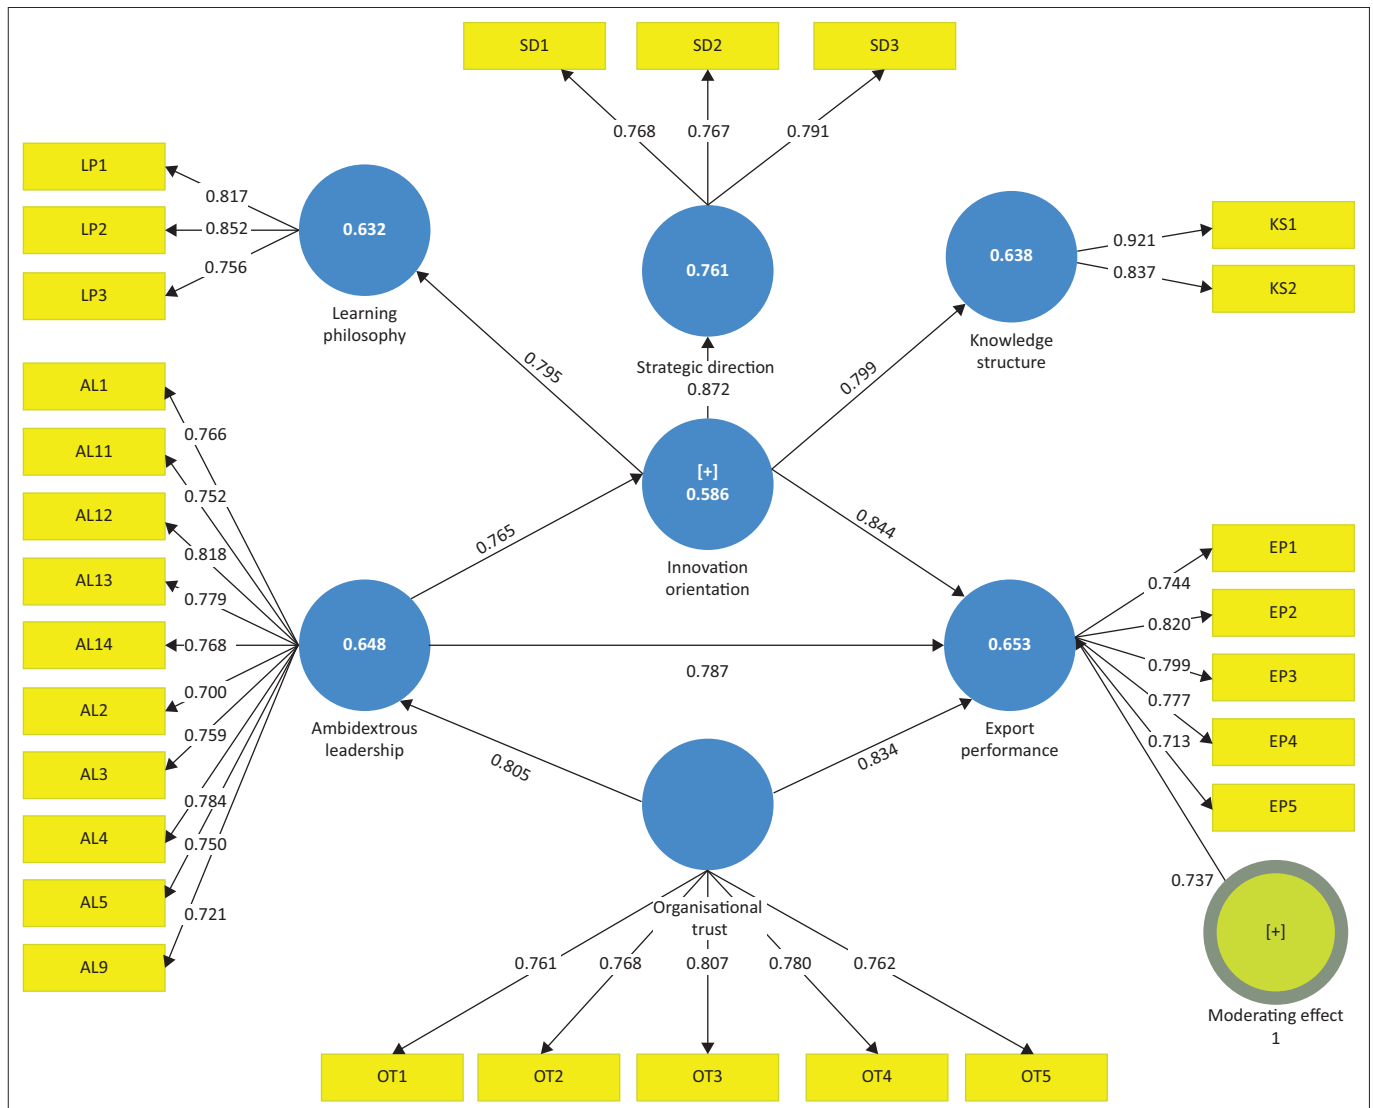 SD1
SD2
SD3
0.768
0.767
0.791
LP1
LP2
LP3
0.817
0.852
0.756
0.632
Learning
philosophy
0.761
Strategic direction
0.872
0.638
Knowledge
structure
0.921
0.837
KS1
KS2
0.795
0.799
[+]
0.586
Innovation
orientation
0.765
0.844
AL1
AL11
AL12
AL13
AL14
AL2
AL3
AL4
AL5
AL9
0.766
0.752
0.818
0.779
0.768
0.700
0.759
0.784
0.750
0.721
0.648
Ambidextrous
leadership
0.787
0.653
Export
performance
0.744
0.820
0.799
0.777
0.713
EP1
EP2
EP3
EP4
EP5
0.805
0.834
Organisational
trust
0.761
0.768
0.807
0.780
0.762
OT1
OT2
OT3
OT4
OT5
0.737
[+]
Moderating effect
1